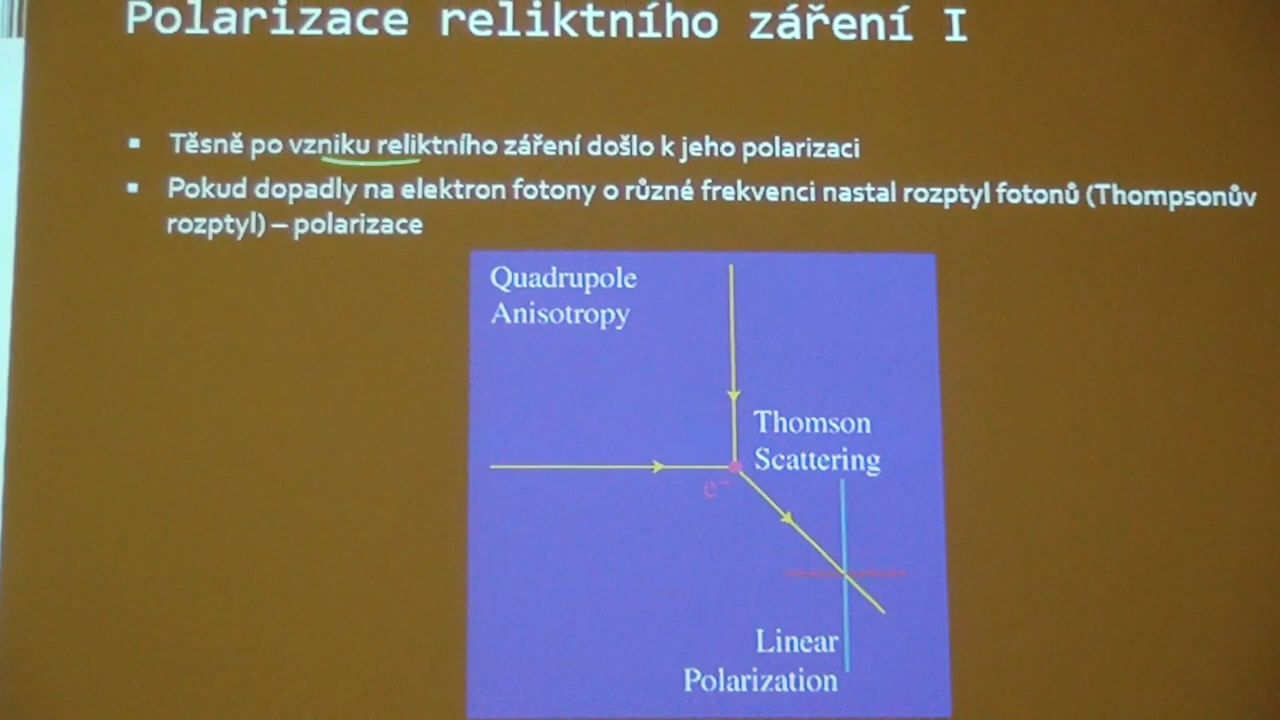 Polarizace reliktního záření I
▪ Těsně po vzniku reliktního záření došlo k jeho polarizaci
▪ Pokud dopadly na elektron fotony o různé frekvenci nastal rozptyl fotonů (Thompsonův
rozptyl) – polarizace
Quadrupole
Anisotropy
Thomson
Scattering
e−
Linear
Polarization